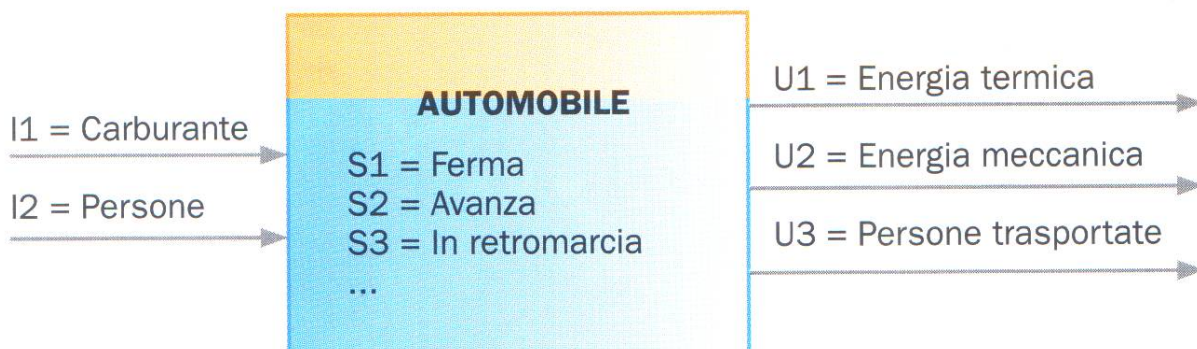 I1 = Carburante
I2 = Persone
AUTOMOBILE
S1 = Ferma
S2 = Avanza
S3 = In retromarcia
...
U1 = Energia termica
U2 = Energia meccanica
U3 = Persone trasportate